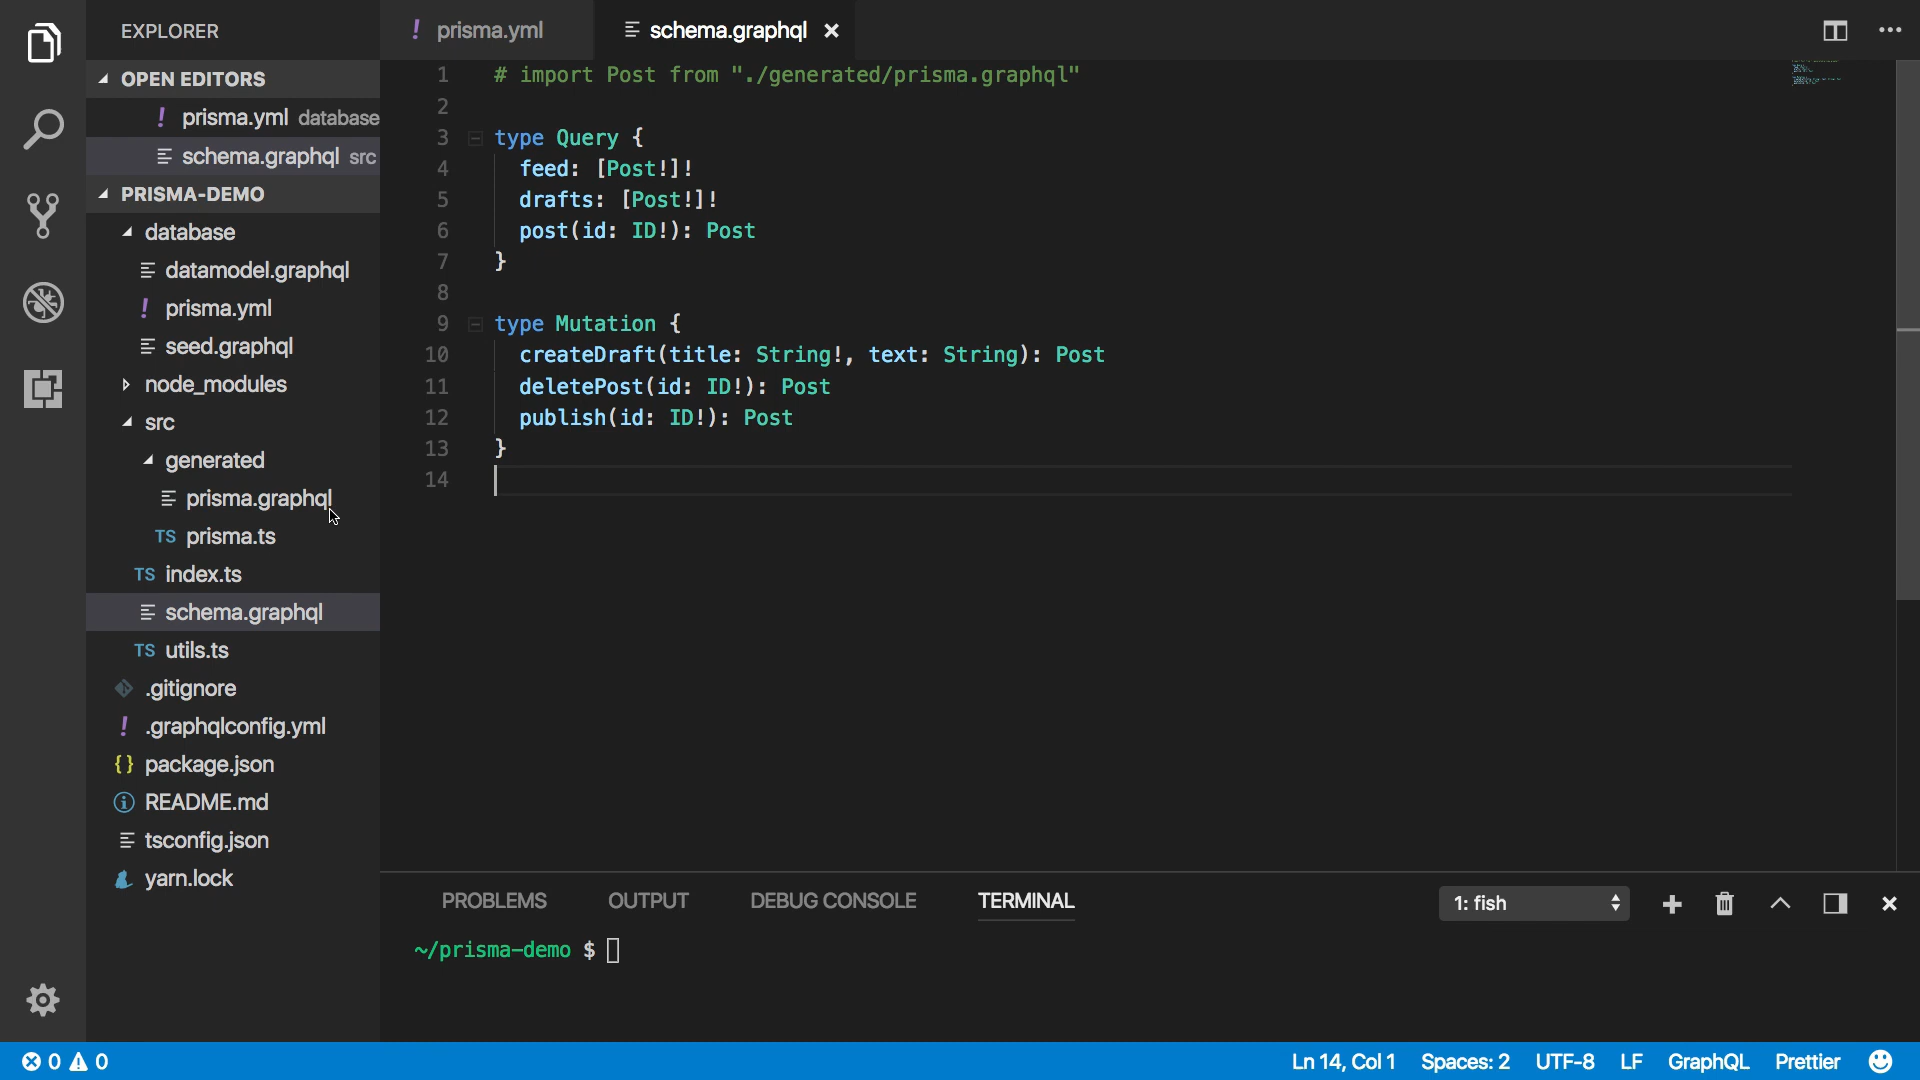 EXPLORER
OPEN EDITORS
! prisma.yml database
schema.graphql src
PRISMA-DEMO
database
datamodel.graphql
! prisma.yml
seed.graphql
node_modules
src
generated
prisma.graphql
TS prisma.ts
TS index.ts
schema.graphql
TS utils.ts
.gitignore
! .graphqlconfig.yml
{} package.json
README.md
tsconfig.json
yarn.lock
! prisma.yml
schema.graphql
1 # import Post from "./generated/prisma.graphql"
2
3 type Query {
4 feed: [Post!]!
5 drafts: [Post!]!
6 post(id: ID!): Post
7 }
8
9 type Mutation {
10 createDraft(title: String!, text: String): Post
11 deletePost(id: ID!): Post
12 publish(id: ID!): Post
13 }
14
PROBLEMS OUTPUT DEBUG CONSOLE TERMINAL 1: fish
~/prisma-demo $
0 0 Ln 14, Col 1 Spaces: 2 UTF-8 LF GraphQL Prettier